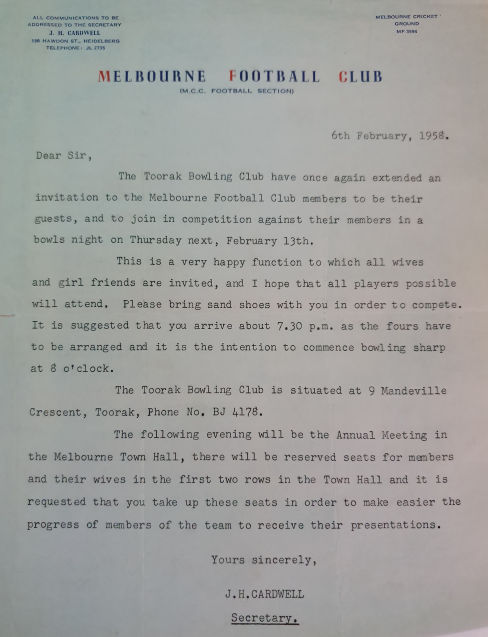 ALL COMMUNICATIONS TO BE
ADDRESSED TO THE SECRETARY
J. H. CARDWELL
HAWDON ST., HEIDELBERG
TELEPHONE: JL 2735
MELBOURNE CRICKET
GROUND
MELBOURNE FOOTBALL CLUB
(M.C.C. FOOTBALL SECTION)
6th February, 1958.
Dear Sir,
The Toorak Bowling Club have once again extended an
invitation to the Melbourne Football Club members to be their
guests, and to join in competition against their members in a
bowls night on Thursday next, February 13th.
This is a very happy function to which all wives
and girl friends are invited, and I hope that all players possible
will attend. Please bring sand shoes with you in order to compete.
It is suggested that you arrive about 7.30 p.m. as the fours have
to be arranged and it is the intention to commence bowling sharp
at 8 o'clock.
The Toorak Bowling Club is situated at 9 Mandeville
Crescent, Toorak, Phone No. BJ 4178.
The following evening will be the Annual Meeting in
the Melbourne Town Hall, there will be reserved seats for members
and their wives in the first two rows in the Town Hall and it is
requested that you take up these seats in order to make easier the
progress of members of the team to receive their presentations.
Yours sincerely,
J.H.CARDWELL
Secretary.